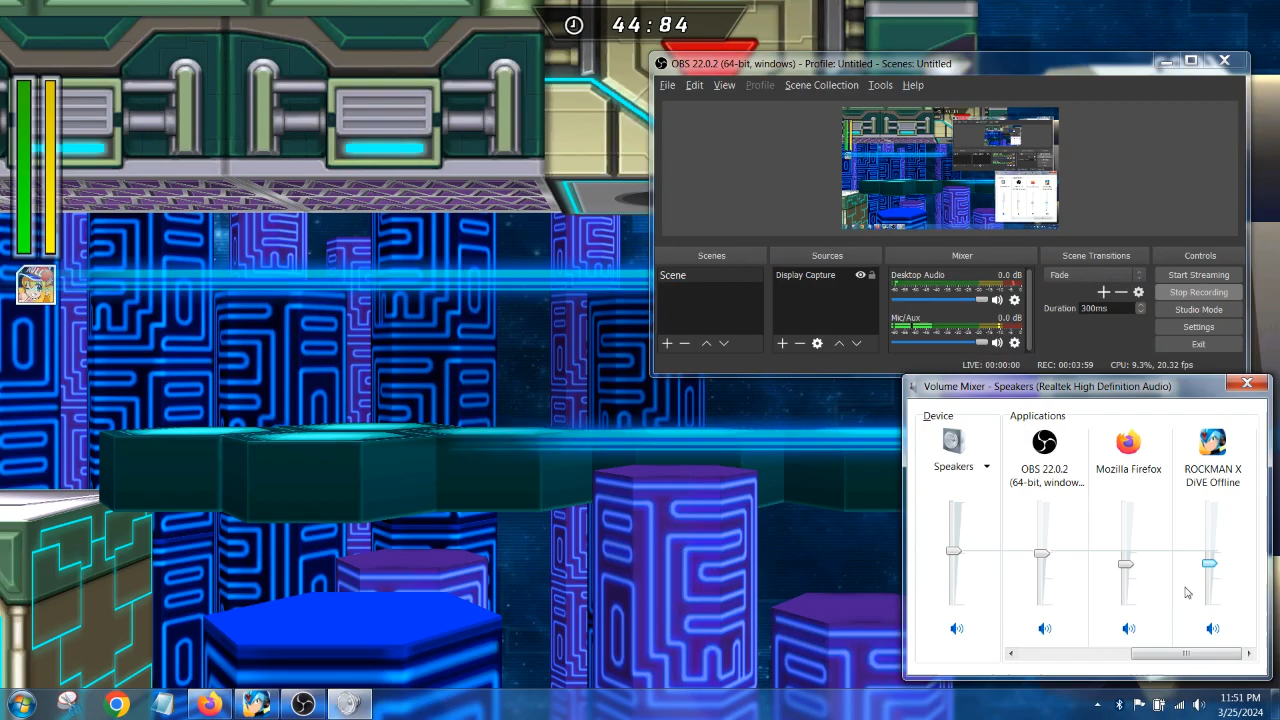 44:84
OBS 22.0.2 (64-bit, windows) - Profile: Untitled - Scenes: Untitled
File Edit View Profile Scene Collection Tools Help
Scenes Sources Mixer Scene Transitions Controls
Scene
Display Capture
Desktop Audio 0.0 dB
Mic/Aux 0.0 dB
Fade
Duration 300ms
Start Streaming
Stop Recording
Studio Mode
Settings
Exit
LIVE: 00:00:00 REC: 00:03:59 CPU: 9.3%, 20.32 fps
Volume Mixer - Speakers (Realtek High Definition Audio)
Device Applications
Speakers
OBS 22.0.2
(64-bit, window...
Mozilla Firefox
ROCKMAN X
DiVE Offline
11:51 PM
3/25/2024